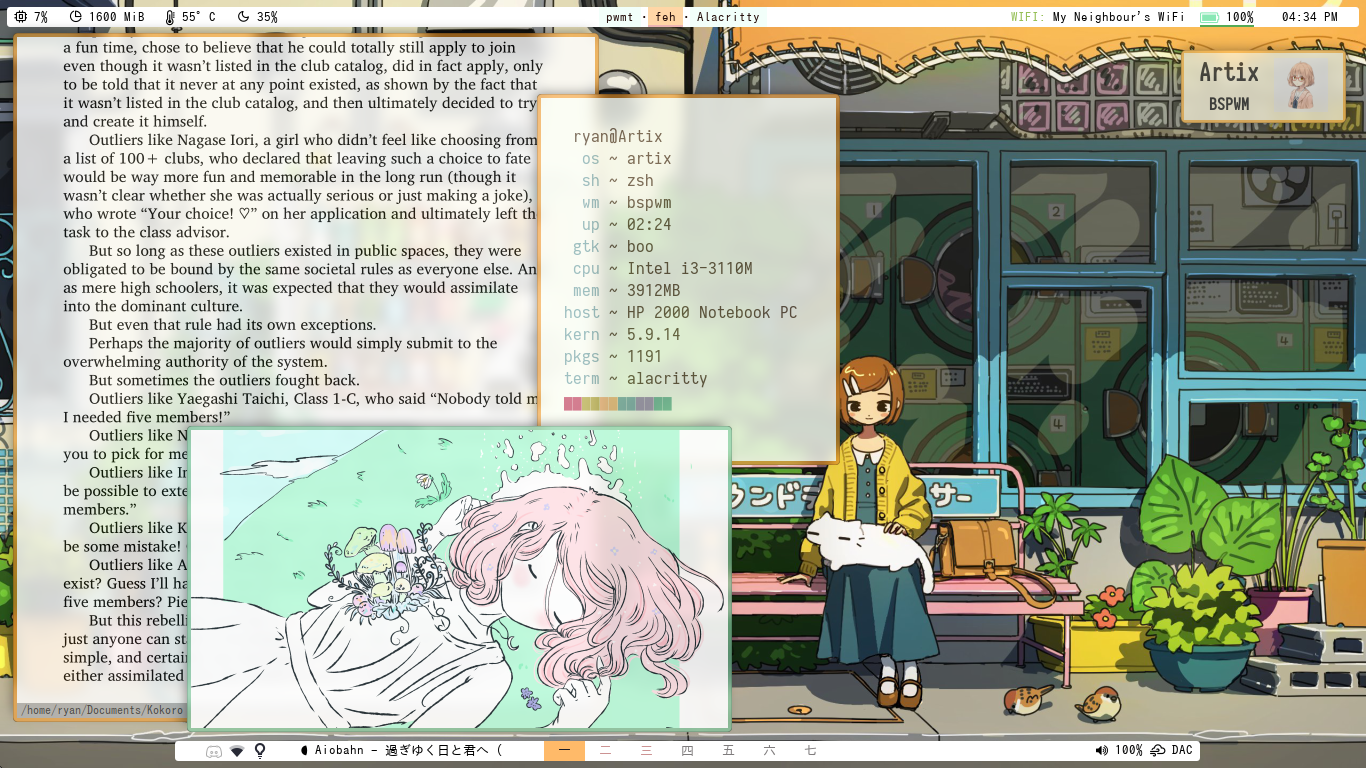 7% 1600 MiB 55° C 35%
pwmt · feh · Alacritty
WIFI: My Neighbour's WiFi 100% 04:34 PM
a fun time, chose to believe that he could totally still apply to join
even though it wasn't listed in the club catalog, did in fact apply, only
to be told that it never at any point existed, as shown by the fact that
it wasn't listed in the club catalog, and then ultimately decided to try
and create it himself.
Outliers like Nagase Iori, a girl who didn't feel like choosing from
a list of 100+ clubs, who declared that leaving such a choice to fate
would be way more fun and memorable in the long run (though it
wasn't clear whether she was actually serious or just making a joke),
who wrote “Your choice! ♡” on her application and ultimately left th
task to the class advisor.
But so long as these outliers existed in public spaces, they were
obligated to be bound by the same societal rules as everyone else. An
as mere high schoolers, it was expected that they would assimilate
into the dominant culture.
But even that rule had its own exceptions.
Perhaps the majority of outliers would simply submit to the
overwhelming authority of the system.
But sometimes the outliers fought back.
Outliers like Yaegashi Taichi, Class 1-C, who said “Nobody told m
I needed five members!”
Outliers like N
you to pick for me
Outliers like In
be possible to exte
members.”
Outliers like K
be some mistake!
Outliers like A
exist? Guess I'll ha
five members? Pie
But this rebelli
just anyone can st
simple, and certain
either assimilated
/home/ryan/Documents/Kokoro
ryan@Artix
os ~ artix
sh ~ zsh
wm ~ bspwm
up ~ 02:24
gtk ~ boo
cpu ~ Intel i3-3110M
mem ~ 3912MB
host ~ HP 2000 Notebook PC
kern ~ 5.9.14
pkgs ~ 1191
term ~ alacritty
Artix
BSPWM
1
2
4
4
ウンドラ
サー
Aiobahn - 過ぎゆく日と君へ (
一 二 三 四 五 六 七
100% DAC